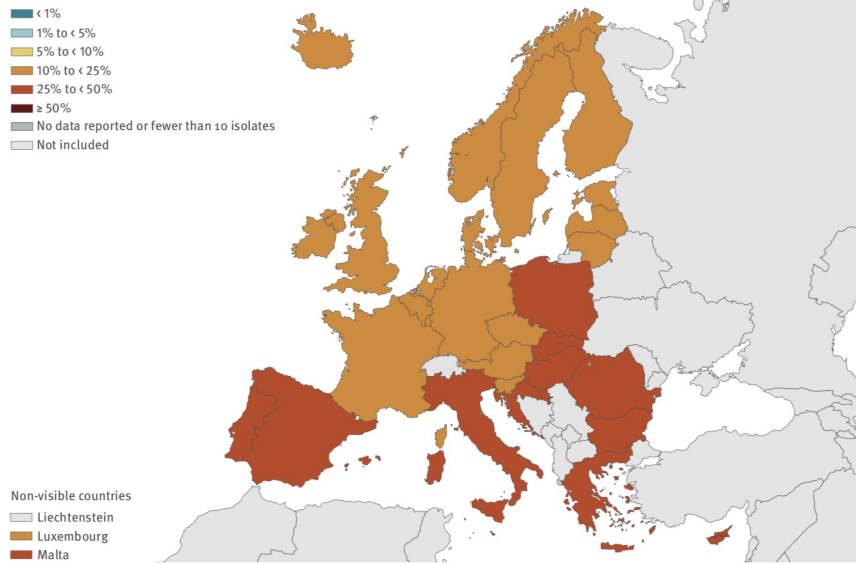 < 1%
1% to < 5%
5% to < 10%
10% to < 25%
25% to < 50%
≥ 50%
No data reported or fewer than 10 isolates
Not included
Non-visible countries
Liechtenstein
Luxembourg
Malta